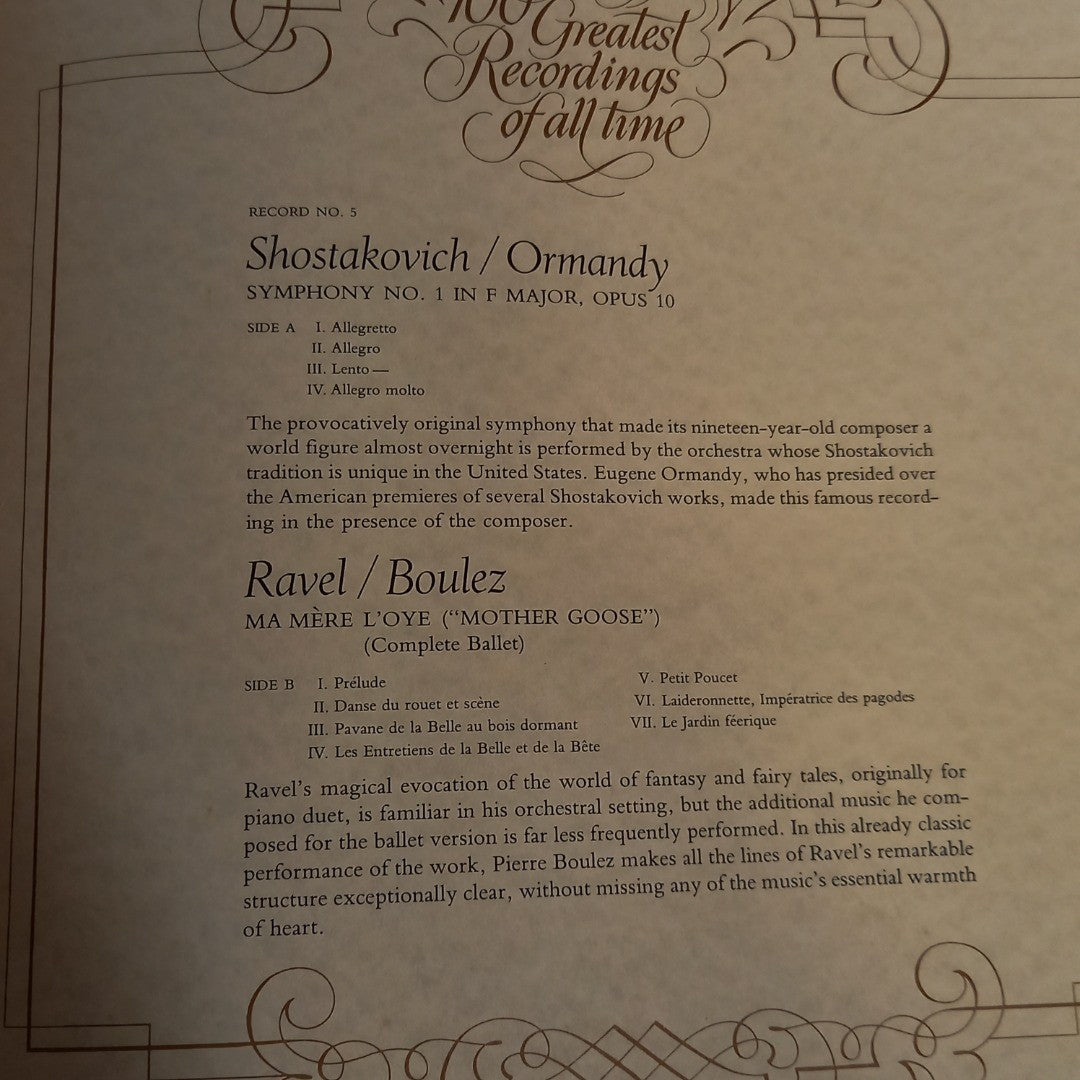 100
Greatest
Recordings
of all time
RECORD NO. 5
Shostakovich / Ormandy
SYMPHONY NO. 1 IN F MAJOR, OPUS 10
SIDE A I. Allegretto
II. Allegro
III. Lento —
IV. Allegro molto
The provocatively original symphony that made its nineteen-year-old composer a
world figure almost overnight is performed by the orchestra whose Shostakovich
tradition is unique in the United States. Eugene Ormandy, who has presided over
the American premieres of several Shostakovich works, made this famous record-
ing in the presence of the composer.
Ravel / Boulez
MA MÈRE L'OYE (“MOTHER GOOSE”)
(Complete Ballet)
SIDE B I. Prélude
II. Danse du rouet et scène
III. Pavane de la Belle au bois dormant
IV. Les Entretiens de la Belle et de la Bête
V. Petit Poucet
VI. Laideronnette, Impératrice des pagodes
VII. Le Jardin féerique
Ravel's magical evocation of the world of fantasy and fairy tales, originally for
piano duet, is familiar in his orchestral setting, but the additional music he com-
posed for the ballet version is far less frequently performed. In this already classic
performance of the work, Pierre Boulez makes all the lines of Ravel's remarkable
structure exceptionally clear, without missing any of the music's essential warmth
of heart.